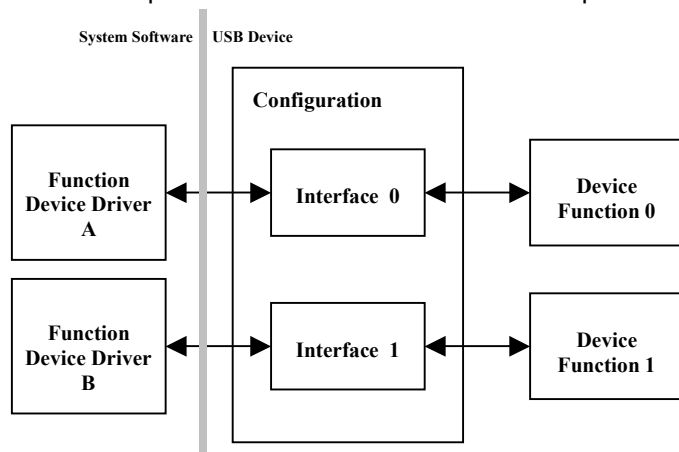 System Software
USB Device
Configuration
Function
Device Driver
A
Interface 0
Device
Function 0
Function
Device Driver
B
Interface 1
Device
Function 1